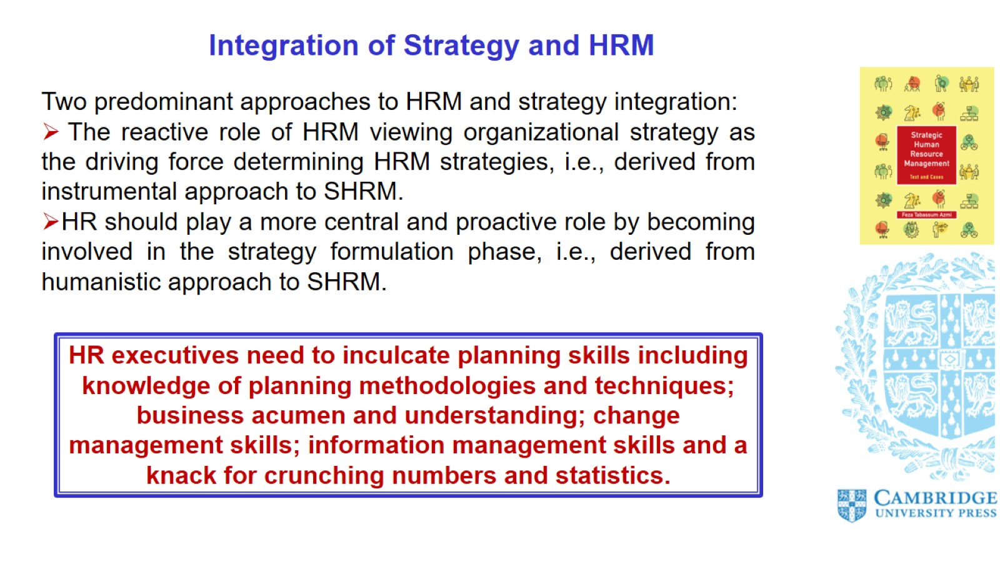 Integration of Strategy and HRM
Two predominant approaches to HRM and strategy integration:
➢ The reactive role of HRM viewing organizational strategy as
the driving force determining HRM strategies, i.e., derived from
instrumental approach to SHRM.
➢HR should play a more central and proactive role by becoming
involved in the strategy formulation phase, i.e., derived from
humanistic approach to SHRM.
HR executives need to inculcate planning skills including
knowledge of planning methodologies and techniques;
business acumen and understanding; change
management skills; information management skills and a
knack for crunching numbers and statistics.
Strategic
Human
Resource
Management
Text and Cases
Feza Tabassum Azmi
CAMBRIDGE
UNIVERSITY PRESS